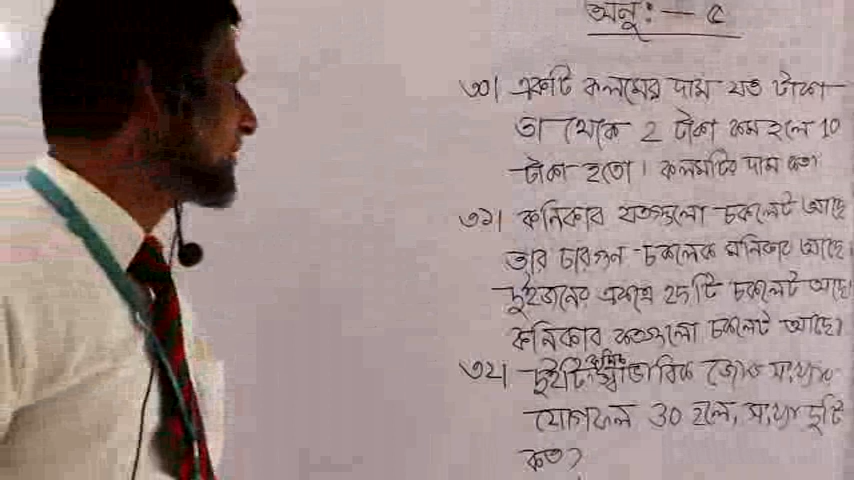 অনু: — ৫
৩০। একটি কলমের দাম যত টাকা
তা থেকে 2 টাকা কম হলে 10
টাকা হতো। কলমটির দাম কত?
৩১। কনিকার যতগুলো চকলেট আছে
তার চারগুন চকলেক মনিকার আছে।
দুইজনের একত্রে 25 টি চকলেট আছে।
কনিকার কতগুলো চকলেট আছে?
৩২। দুইটি ক্রমিক স্বাভাবিক জোড় সংখ্যার
যোগফল 30 হলে, সংখ্যা দুটি
কত?